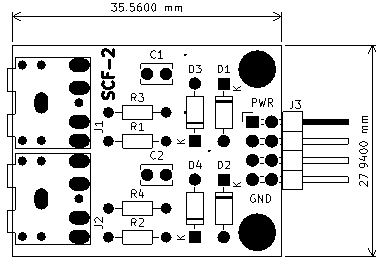 35.5600 mm
SCF-2
C1
D3
D1
K
R3
PWR
J3
J1
R1
K
C2
D4
D2
K
27.9400 mm
R4
GND
J2
R2
K